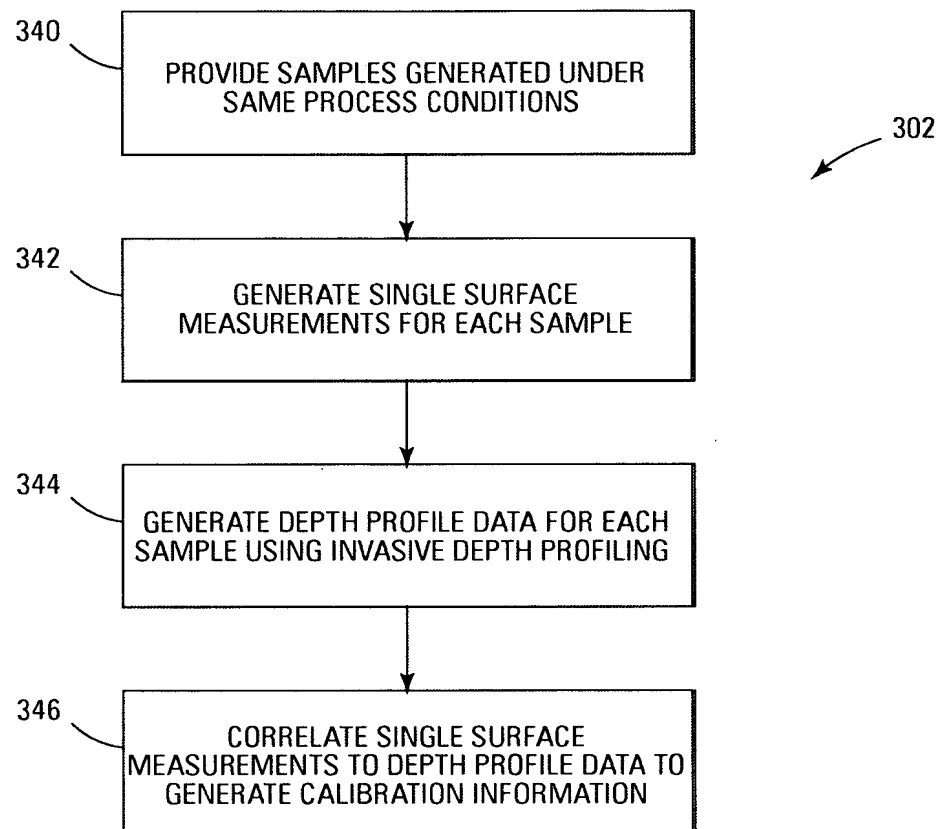 340
PROVIDE SAMPLES GENERATED UNDER
SAME PROCESS CONDITIONS
302
342
GENERATE SINGLE SURFACE
MEASUREMENTS FOR EACH SAMPLE
344
GENERATE DEPTH PROFILE DATA FOR EACH
SAMPLE USING INVASIVE DEPTH PROFILING
346
CORRELATE SINGLE SURFACE
MEASUREMENTS TO DEPTH PROFILE DATA TO
GENERATE CALIBRATION INFORMATION